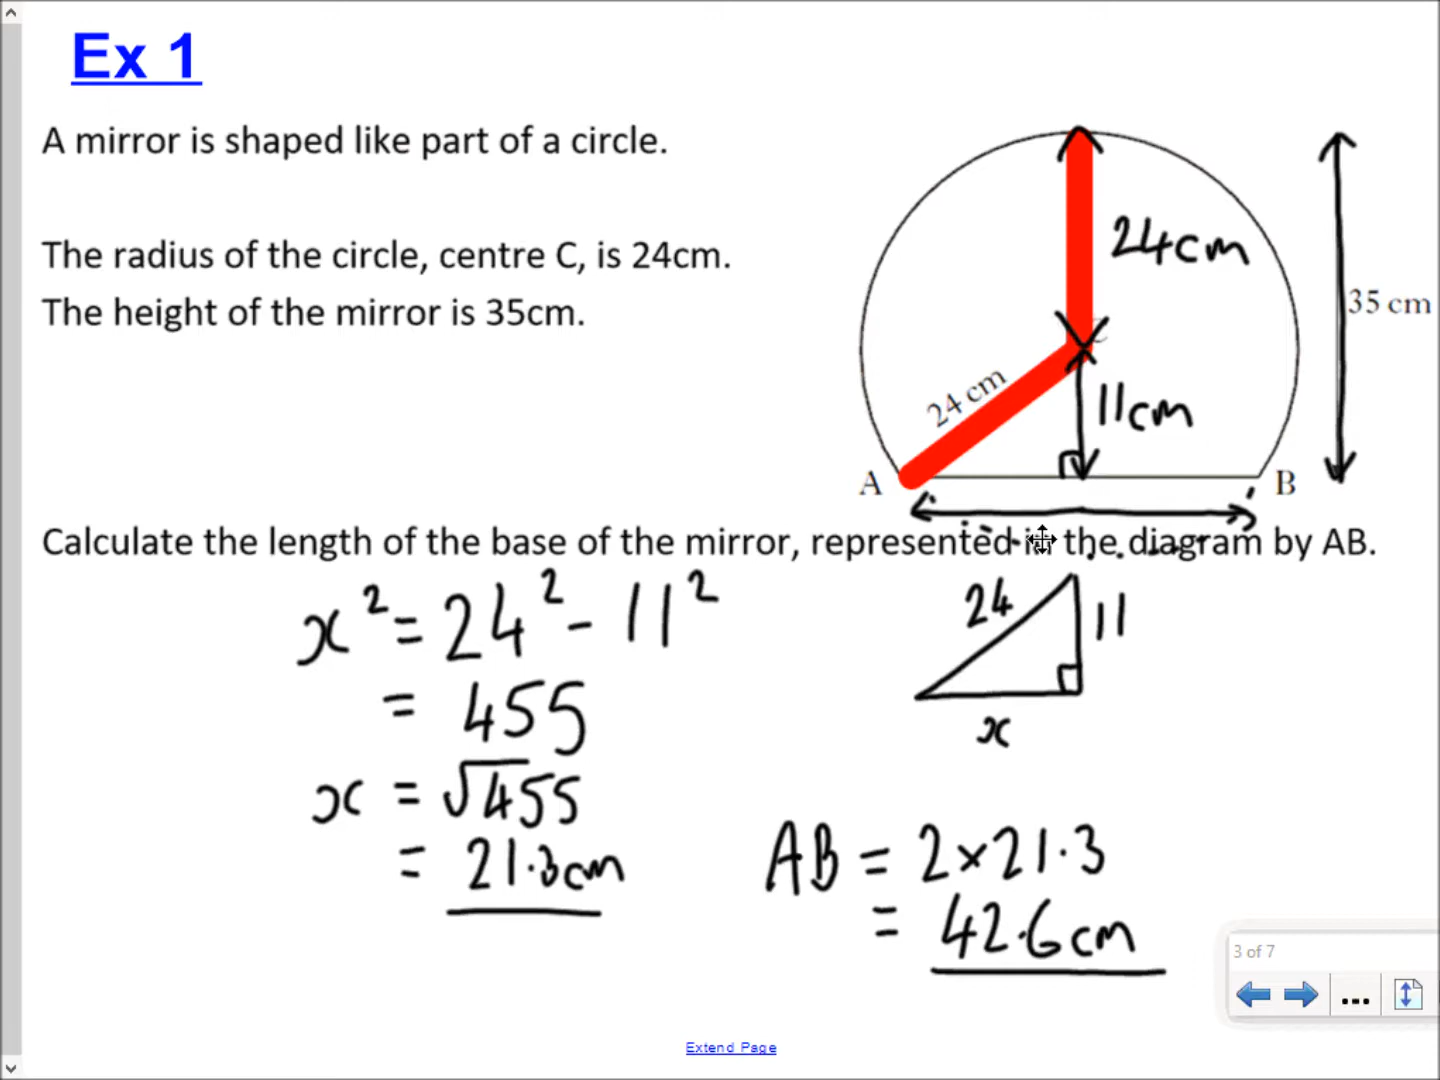 Ex 1
A mirror is shaped like part of a circle.
The radius of the circle, centre C, is 24cm.
The height of the mirror is 35cm.
24cm
35 cm
C
24 cm
11cm
A
B
Calculate the length of the base of the mirror, represented in the diagram by AB.
x² = 24² - 11²
= 455
x = √455
= 21.3cm
24
11
x
AB = 2×21.3
= 42.6cm
3 of 7
...
Extend Page